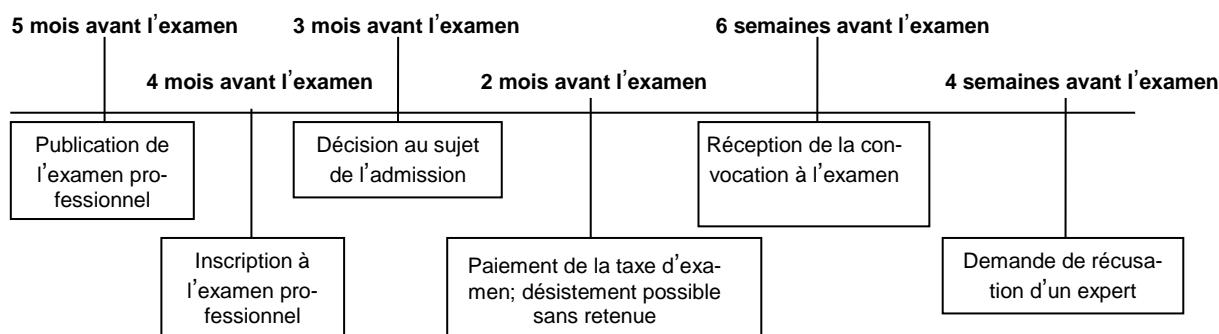 5 mois avant l’examen 3 mois avant l’examen 6 semaines avant l’examen
4 mois avant l’examen 2 mois avant l’examen 4 semaines avant l’examen
Publication de
l’examen pro-
fessionnel
Décision au sujet
de l’admission
Réception de la con-
vocation à l’examen
Inscription à
l’examen pro-
fessionnel
Paiement de la taxe d’exa-
men; désistement possible
sans retenue
Demande de récusa-
tion d’un expert